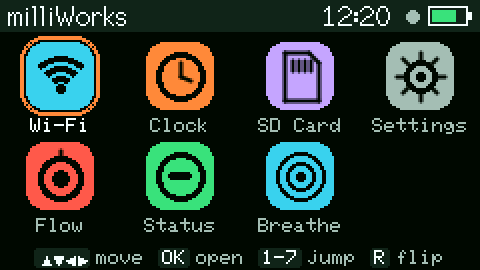 milliWorks 12:20
Wi-Fi Clock SD Card Settings
Flow Status Breathe
▲▼◀▶ move OK open 1-7 jump R flip